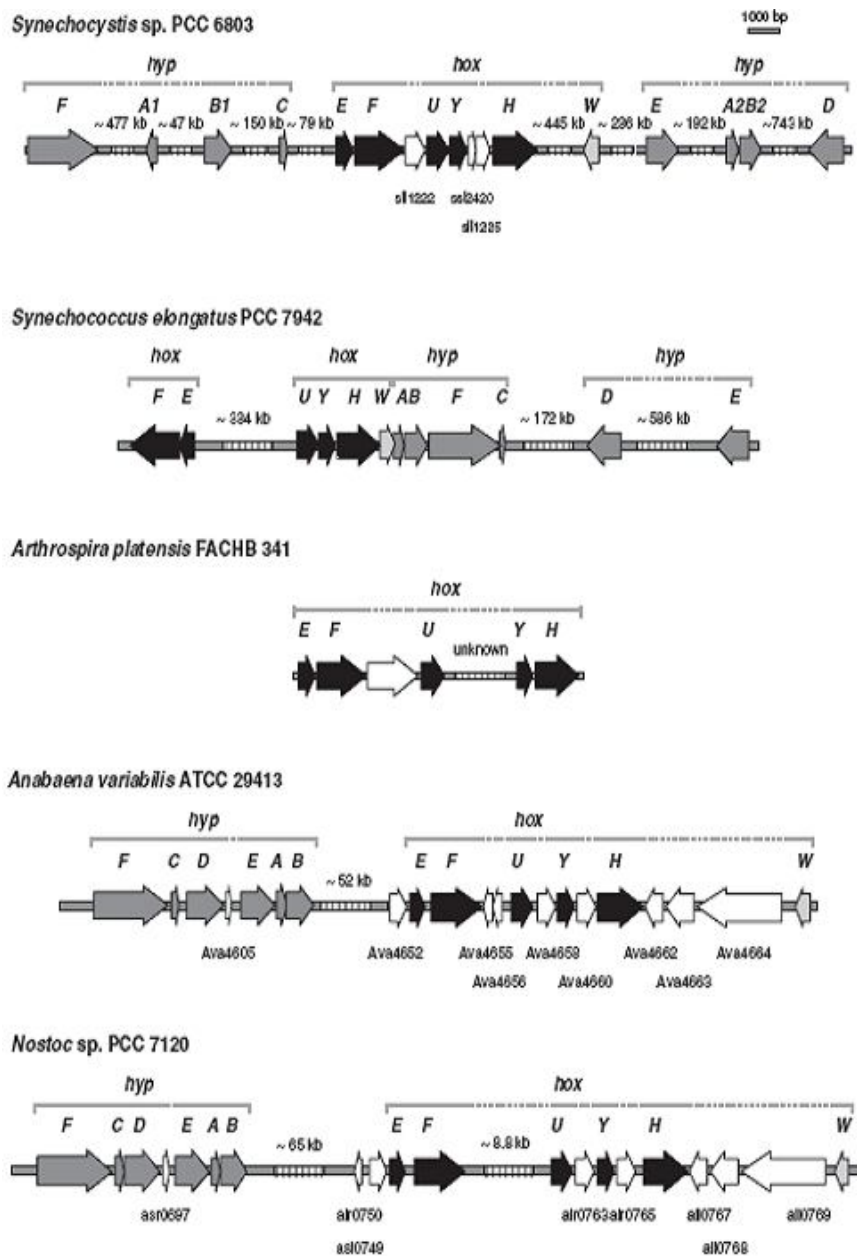 Synechocystis sp. PCC 6803
1000 bp
hyp hox hyp
F A1 B1 C E F U Y H W E A2 B2 D
~ 477 kb ~ 47 kb ~ 150 kb ~ 79 kb ~ 445 kb ~ 236 kb ~ 192 kb ~743 kb
sll1222 ssl2420
sll1225
Synechococcus elongatus PCC 7942
hox hox hyp hyp
F E U Y H W A B F C D E
~ 334 kb ~ 172 kb ~ 586 kb
Arthrospira platensis FACHB 341
hox
E F U Y H
unknown
Anabaena variabilis ATCC 29413
hyp hox
F C D E A B E F U Y H W
~ 52 kb
Ava4605 Ava4652 Ava4655 Ava4659 Ava4662 Ava4664
Ava4656 Ava4660 Ava4663
Nostoc sp. PCC 7120
hyp hox
F C D E A B E F U Y H W
~ 65 kb ~ 8.8 kb
asr0697 alr0750 alr0763 alr0765 all0767 all0769
asl0749 all0768